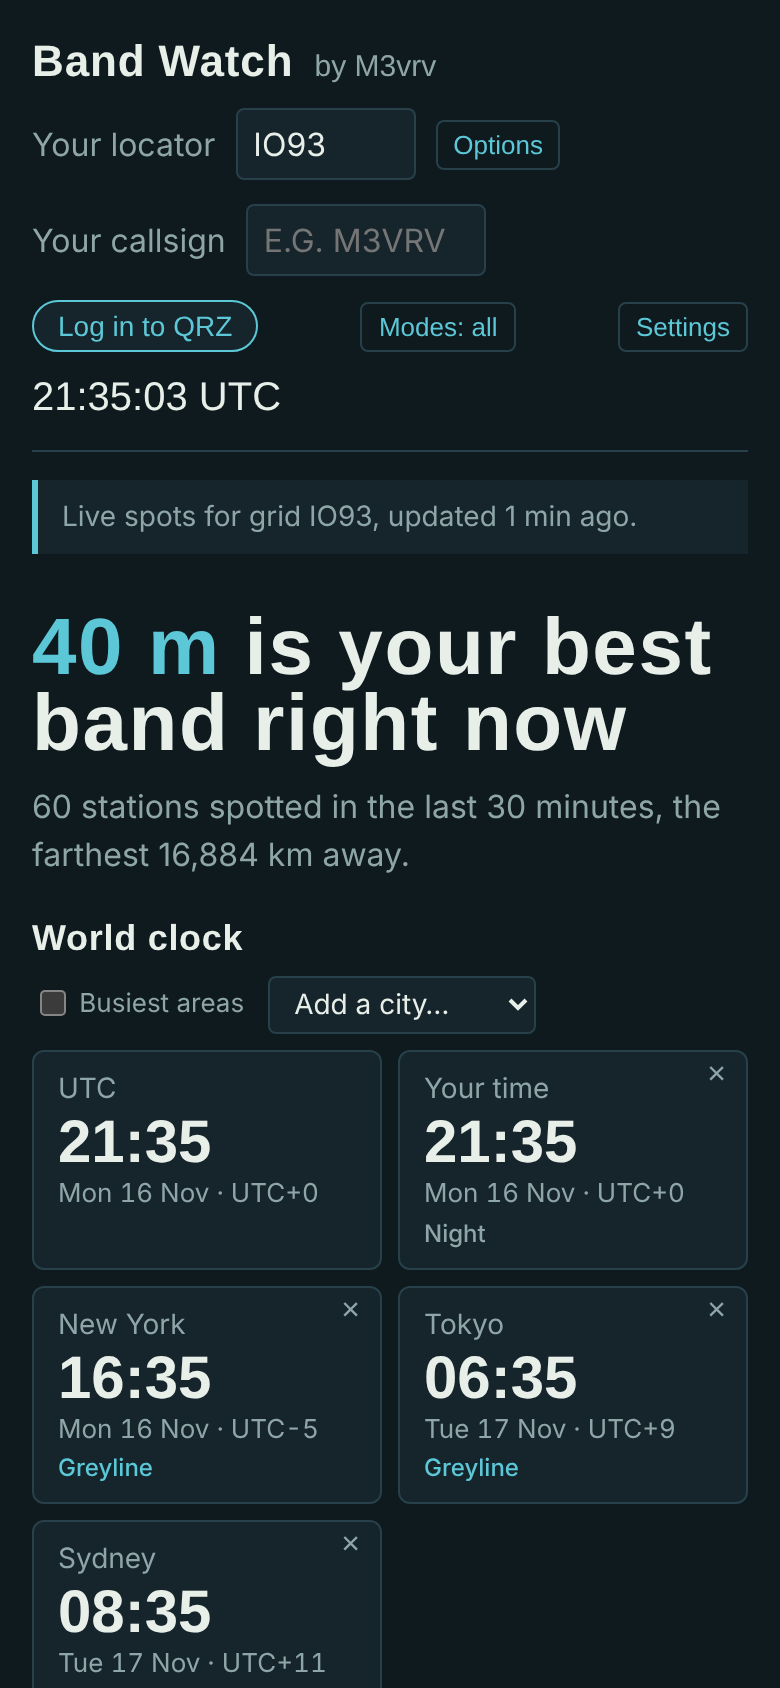 Band Watch by M3vrv
Your locator IO93 Options
Your callsign E.G. M3VRV
Log in to QRZ Modes: all Settings
21:35:03 UTC
Live spots for grid IO93, updated 1 min ago.
40 m is your best
band right now
60 stations spotted in the last 30 minutes, the
farthest 16,884 km away.
World clock
Busiest areas Add a city...
UTC
21:35
Mon 16 Nov · UTC+0
Your time ×
21:35
Mon 16 Nov · UTC+0
Night
New York ×
16:35
Mon 16 Nov · UTC-5
Greyline
Tokyo ×
06:35
Tue 17 Nov · UTC+9
Greyline
Sydney ×
08:35
Tue 17 Nov · UTC+11